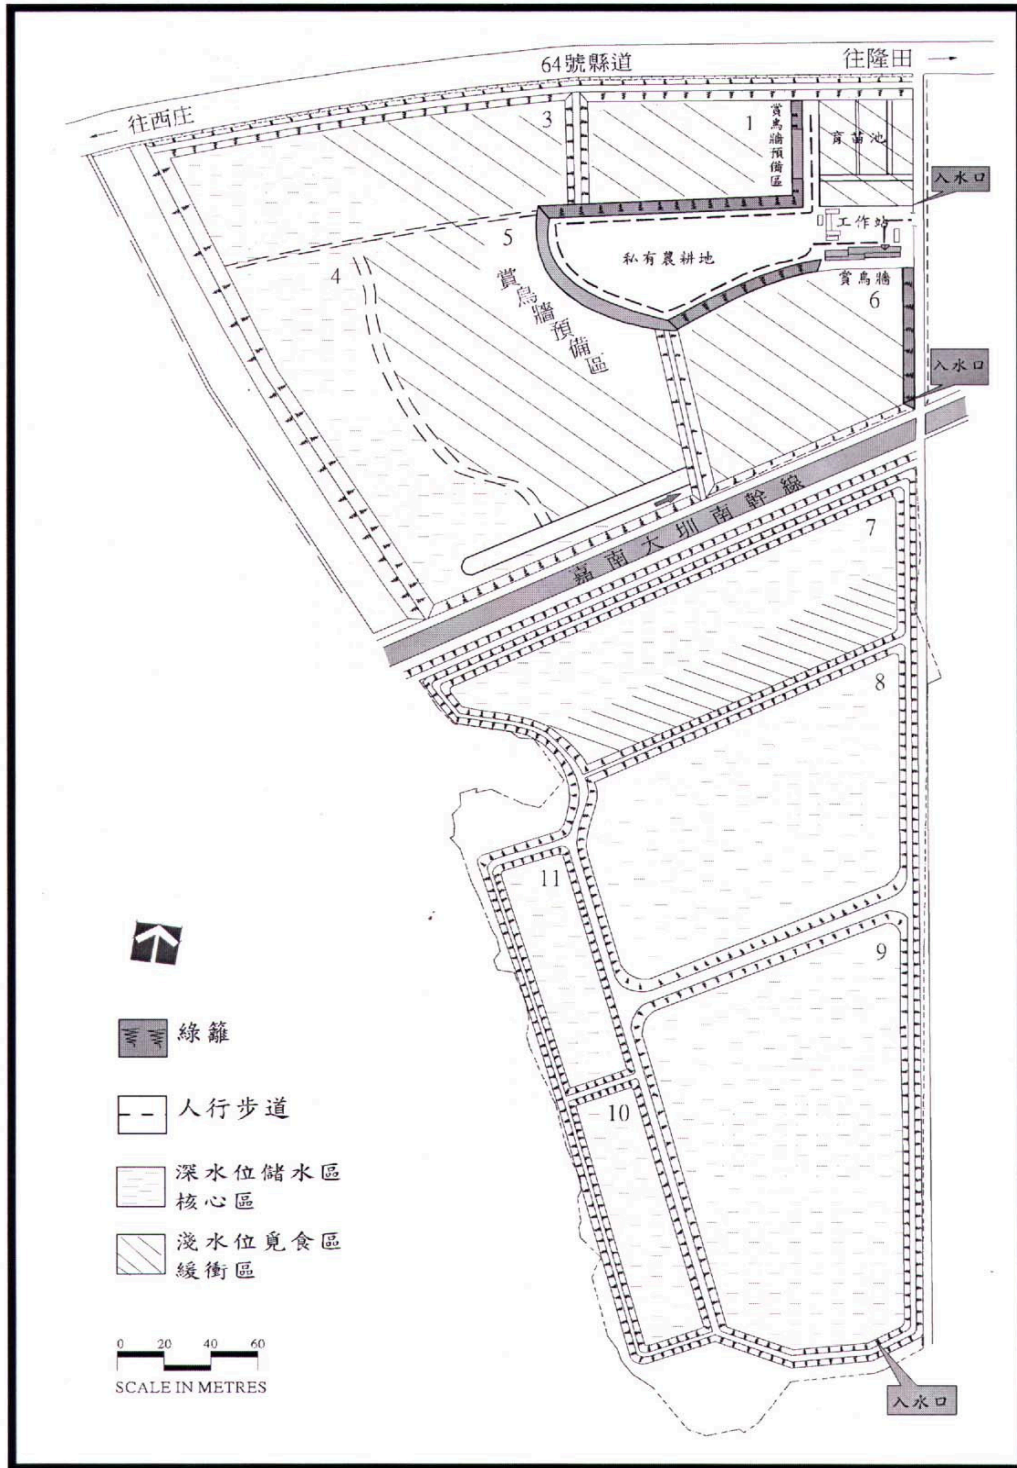 64號縣道
往隆田
往西庄
3
1
賞鳥牆預備區
育苗池
入水口
工作站
5
私有農耕地
4
賞鳥牆預備區
賞鳥牆
6
入水口
嘉南大圳南幹線
7
8
11
9
10
綠籬
人行步道
深水位儲水區
核心區
淺水位覓食區
緩衝區
0 20 40 60
SCALE IN METRES
入水口